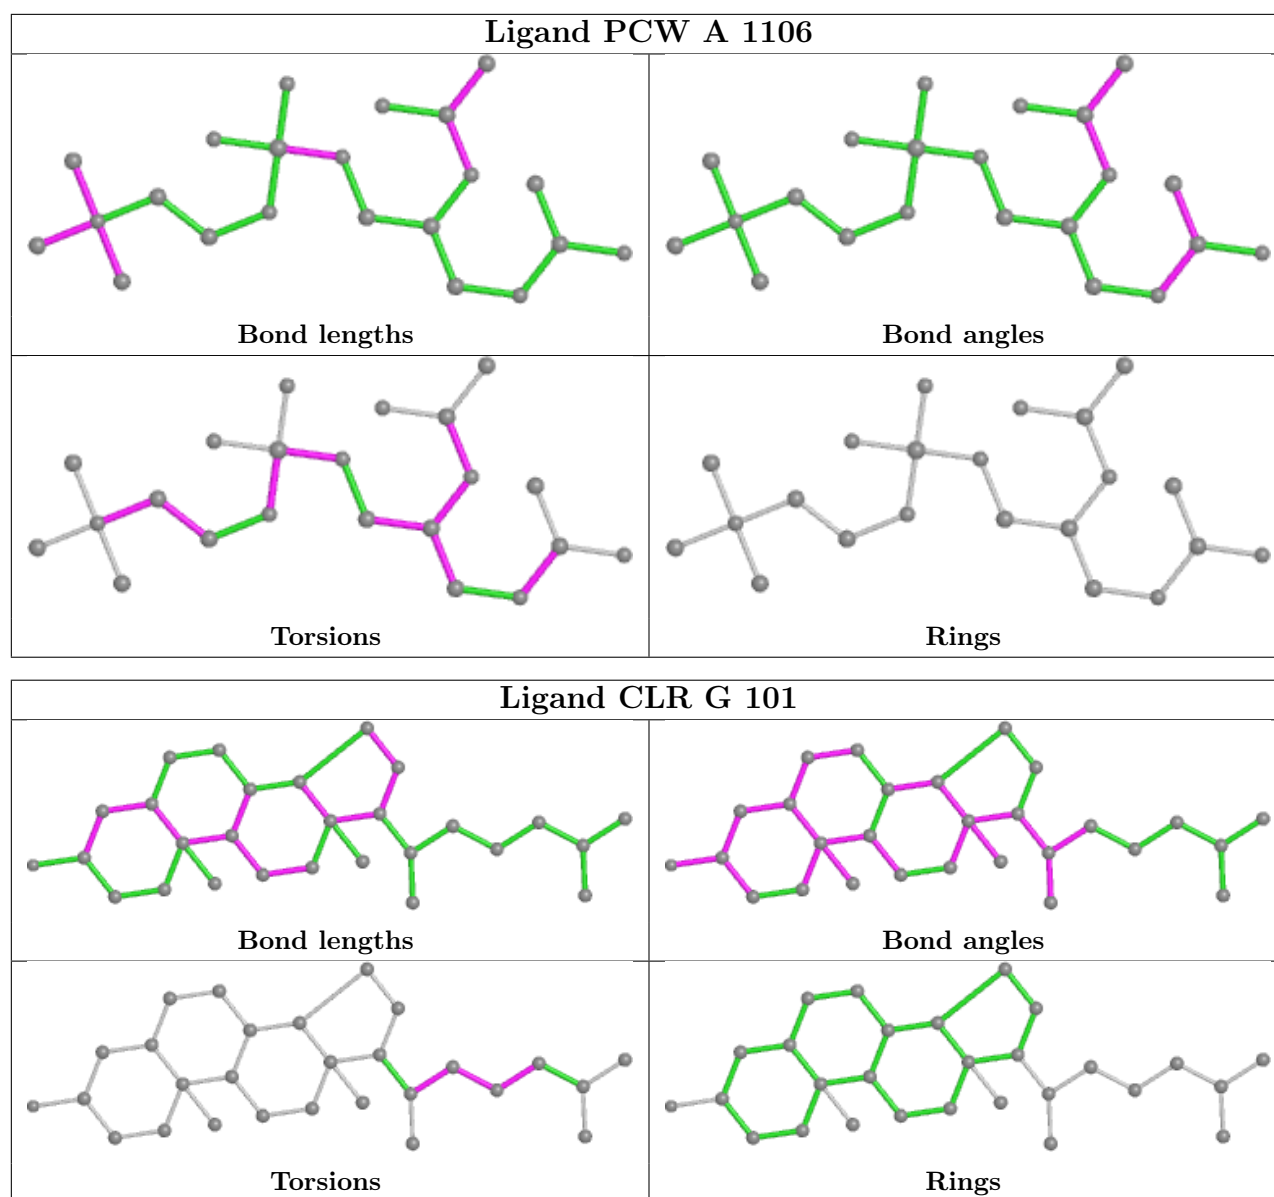 Ligand PCW A 1106
Bond lengths
Bond angles
Torsions
Rings
Ligand CLR G 101
Bond lengths
Bond angles
Torsions
Rings